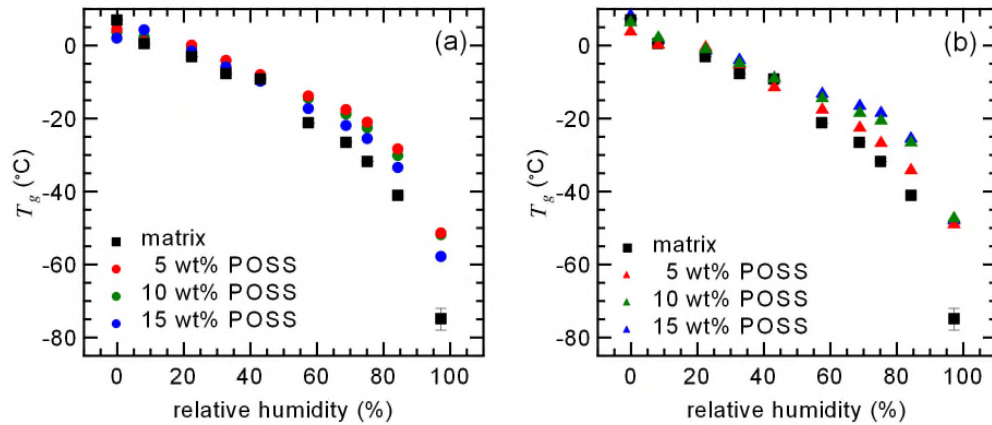 (a)
0
-20
-40
-60
-80
T_g (°C)
matrix
5 wt% POSS
10 wt% POSS
15 wt% POSS
0 20 40 60 80 100
relative humidity (%)
(b)
0
-20
-40
-60
-80
T_g (°C)
matrix
5 wt% POSS
10 wt% POSS
15 wt% POSS
0 20 40 60 80 100
relative humidity (%)